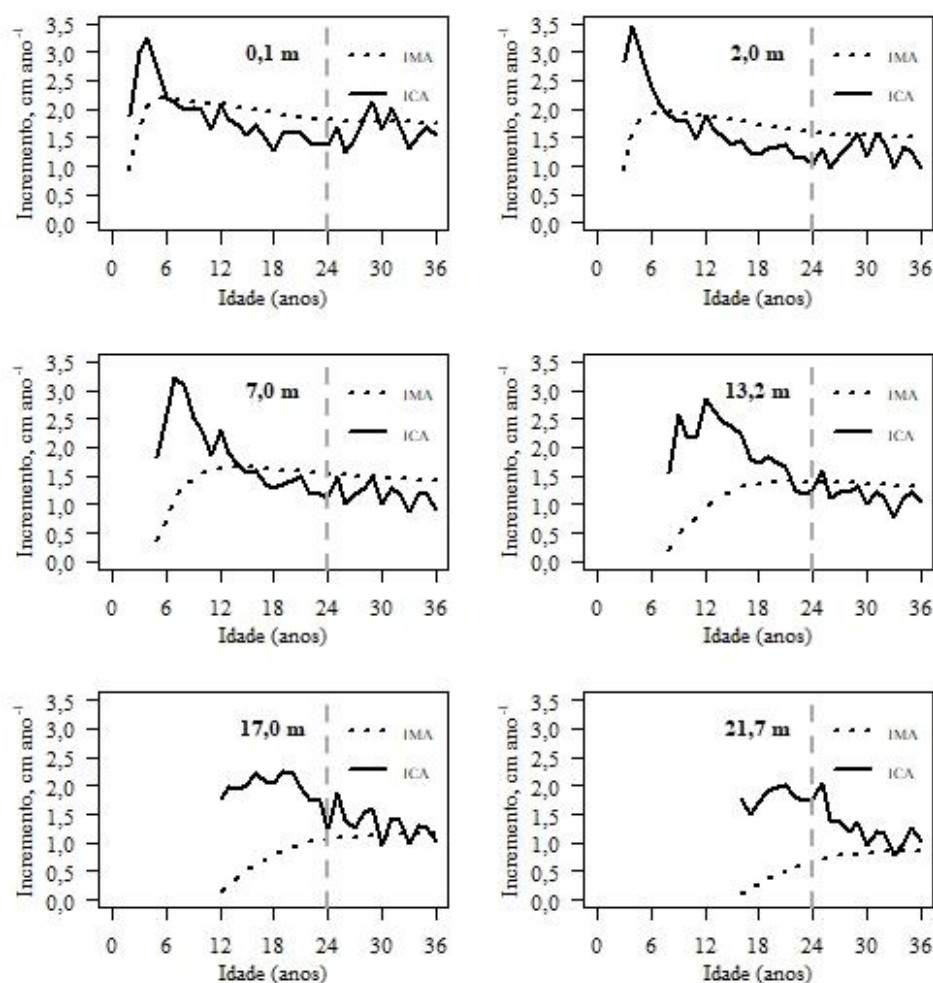 3,5
3,0
2,5
2,0
1,5
1,0
0,5
0,0
Incremento, cm ano⁻¹
0,1 m
IMA
ICA
0 6 12 18 24 30 36
Idade (anos)
3,5
3,0
2,5
2,0
1,5
1,0
0,5
0,0
Incremento, cm ano⁻¹
2,0 m
IMA
ICA
0 6 12 18 24 30 36
Idade (anos)
3,5
3,0
2,5
2,0
1,5
1,0
0,5
0,0
Incremento, cm ano⁻¹
7,0 m
IMA
ICA
0 6 12 18 24 30 36
Idade (anos)
3,5
3,0
2,5
2,0
1,5
1,0
0,5
0,0
Incremento, cm ano⁻¹
13,2 m
IMA
ICA
0 6 12 18 24 30 36
Idade (anos)
3,5
3,0
2,5
2,0
1,5
1,0
0,5
0,0
Incremento, cm ano⁻¹
17,0 m
IMA
ICA
0 6 12 18 24 30 36
Idade (anos)
3,5
3,0
2,5
2,0
1,5
1,0
0,5
0,0
Incremento, cm ano⁻¹
21,7 m
IMA
ICA
0 6 12 18 24 30 36
Idade (anos)